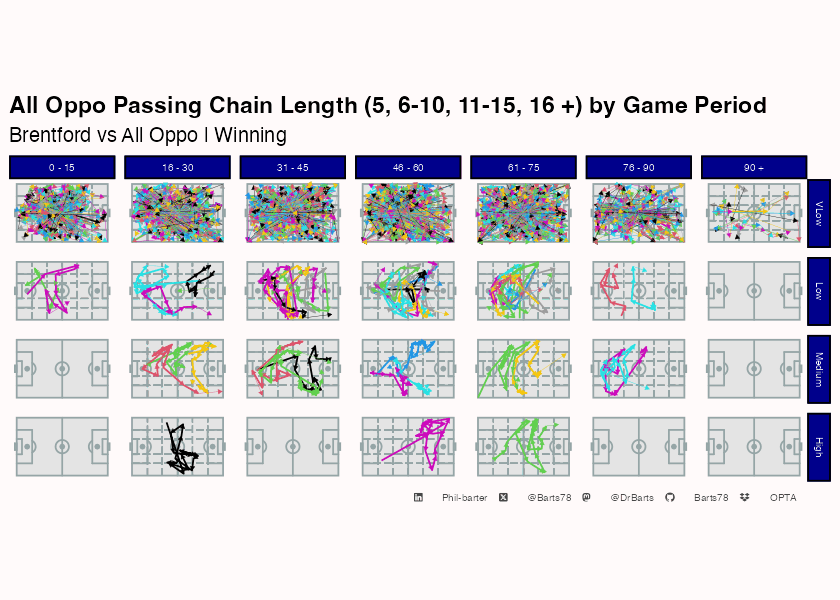 All Oppo Passing Chain Length (5, 6-10, 11-15, 16 +) by Game Period
Brentford vs All Oppo | Winning
0 - 15
16 - 30
31 - 45
46 - 60
61 - 75
76 - 90
90 +
V.Low
Low
Medium
High
Phil-barter @Barts78 @DrBarts Barts78 OPTA